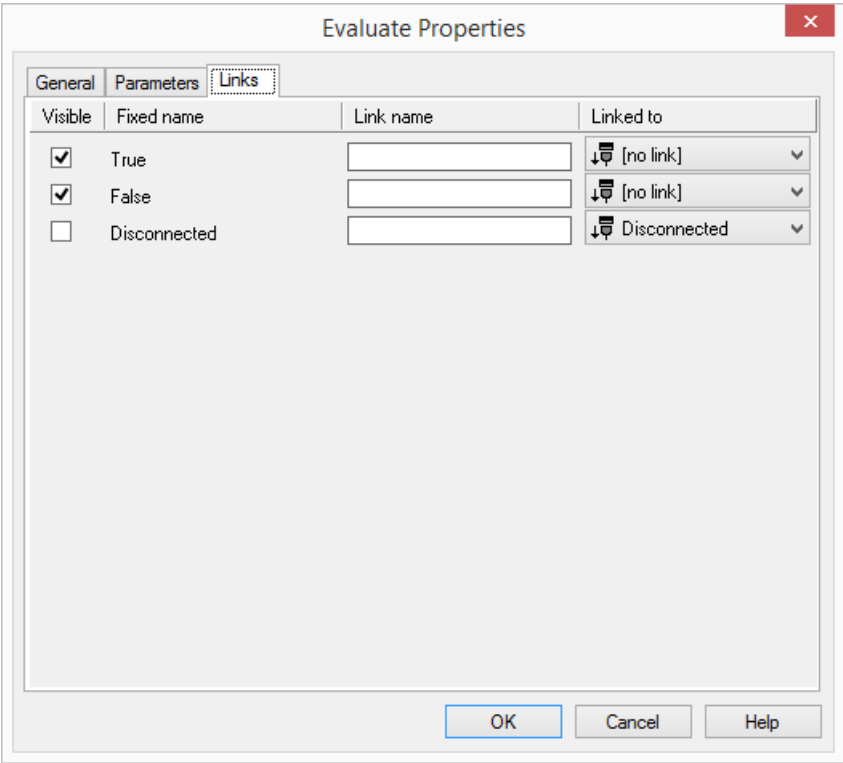 Evaluate Properties
General Parameters Links
Visible Fixed name Link name Linked to
True [no link]
False [no link]
Disconnected Disconnected
OK Cancel Help